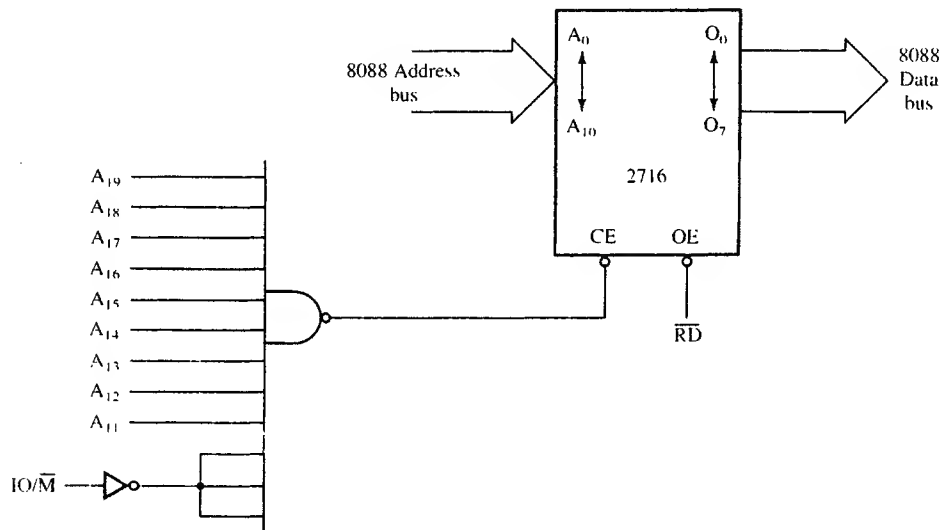 8088 Address
bus
A₀
O₀
A₁₀
O₇
2716
CE
OE
8088
Data
bus
A₁₉
A₁₈
A₁₇
A₁₆
A₁₅
A₁₄
A₁₃
A₁₂
A₁₁
R̅D̅
IO/M̅